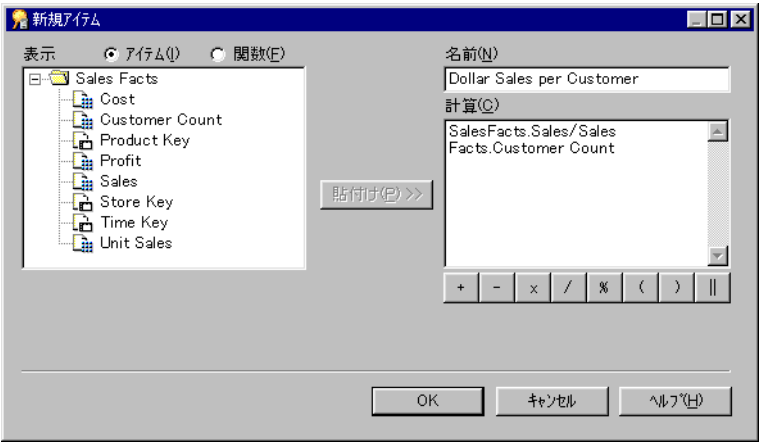 新規アイテム
表示 アイテム(I) 関数(F)
Sales Facts
Cost
Customer Count
Product Key
Profit
Sales
Store Key
Time Key
Unit Sales
貼付け(P) >>
名前(N)
Dollar Sales per Customer
計算(C)
SalesFacts.Sales/Sales
Facts.Customer Count
+ - x / % ( ) ||
OK キャンセル ヘルプ(H)